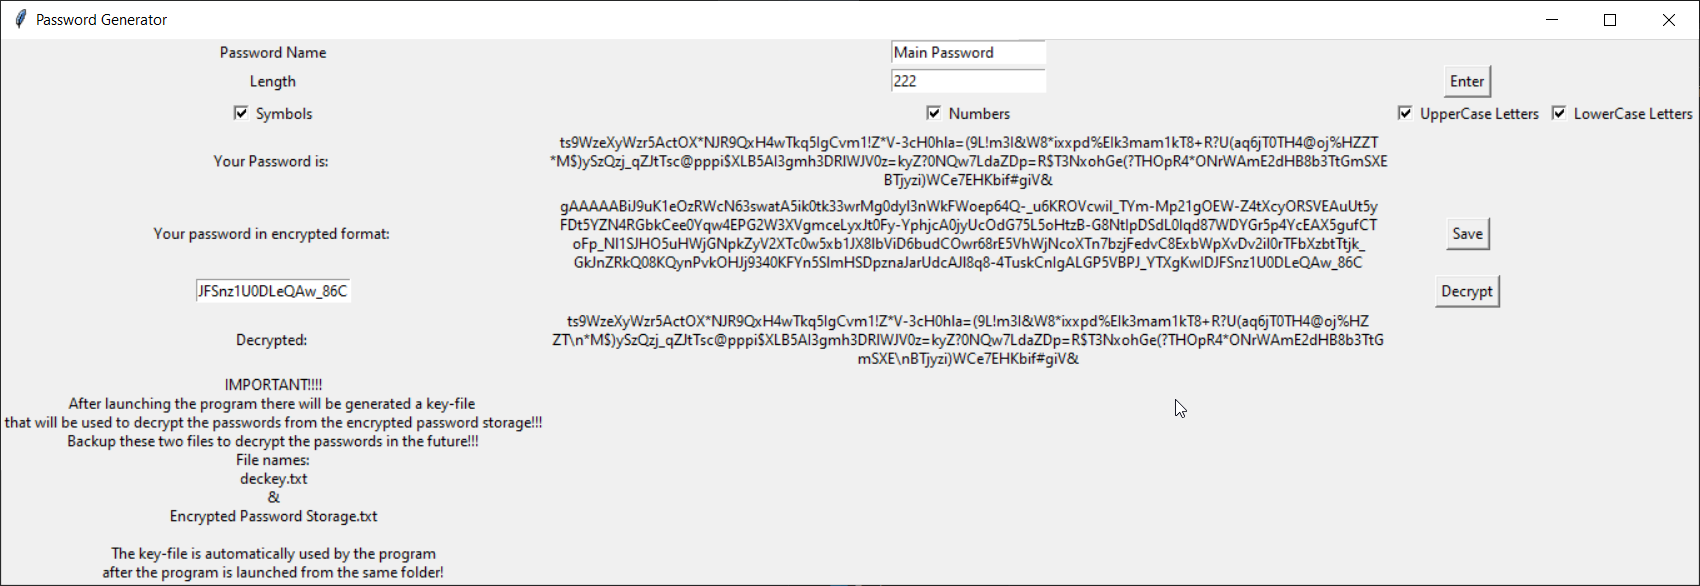 Password Generator
Password Name
Main Password
Length
222
Enter
Symbols
Numbers
UpperCase Letters
LowerCase Letters
Your Password is:
ts9WzeXyWzr5ActOX*NJR9QxH4wTkq5lgCvm1!Z*V-3cH0hla=(9L!m3l&W8*ixxpd%Elk3mam1kT8+R?U(aq6jT0TH4@oj%HZZT
*M$)ySzQzj_qZJtTsc@pppi$XLB5Al3gmh3DRIWJV0z=kyZ?0NQw7LdaZDp=R$T3NxohGe(?THOpR4*ONrWAmE2dHB8b3TtGmSXE
BTjyzi)WCe7EHKbif#giV&
Your password in encrypted format:
gAAAAABiJ9uK1eOzRWcN63swatA5ik0tk33wrMg0dyl3nWkFWoep64Q-_u6KROVcwil_TYm-Mp21gOEW-Z4tXcyORSVEAuUt5y
FDt5YZN4RGbkCee0Yqw4EPG2W3XVgmceLyxJt0Fy-YphjcA0jyUcOdG75L5oHtzB-G8NtlpDSdL0Iqd87WDYGr5p4YcEAX5gufCT
oFp_Nl1SJHO5uHWjGNpkZyV2XTc0w5xb1JX8lbViD6budCOwr68rE5VhWjNcoXTn7bzjFedvC8ExbWpXvDv2il0rTFbXzbtTtjk_
GkJnZRkQ08KQynPvkOHJj9340KFYn5SlmHSDpznaJarUdcAJl8q8-4TuskCnlgALGP5VBPJ_YTXgKwlDJFSnz1U0DLeQAw_86C
Save
JFSnz1U0DLeQAw_86C
Decrypt
Decrypted:
ts9WzeXyWzr5ActOX*NJR9QxH4wTkq5lgCvm1!Z*V-3cH0hla=(9L!m3l&W8*ixxpd%Elk3mam1kT8+R?U(aq6jT0TH4@oj%HZ
ZT\n*M$)ySzQzj_qZJtTsc@pppi$XLB5Al3gmh3DRIWJV0z=kyZ?0NQw7LdaZDp=R$T3NxohGe(?THOpR4*ONrWAmE2dHB8b3TtG
mSXE\nBTjyzi)WCe7EHKbif#giV&
IMPORTANT!!!!
After launching the program there will be generated a key-file
that will be used to decrypt the passwords from the encrypted password storage!!!
Backup these two files to decrypt the passwords in the future!!!
File names:
deckey.txt
&
Encrypted Password Storage.txt
The key-file is automatically used by the program
after the program is launched from the same folder!